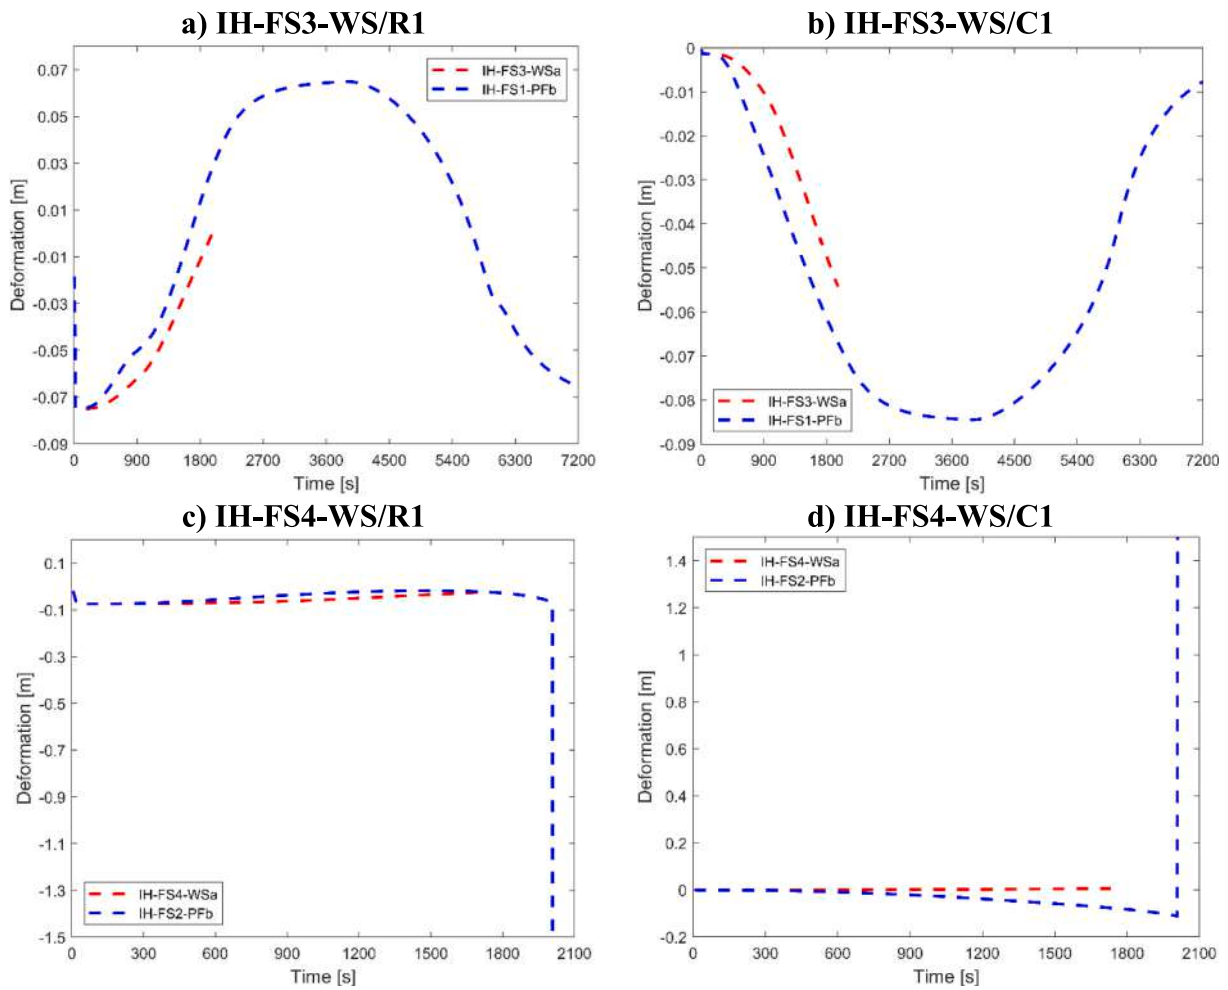 a) IH-FS3-WS/R1
0.07
0.05
0.03
0.01
-0.01
-0.03
-0.05
-0.07
-0.09
Deformation [m]
IH-FS3-WSa
IH-FS1-PFb
0 900 1800 2700 3600 4500 5400 6300 7200
Time [s]
b) IH-FS3-WS/C1
0
-0.01
-0.02
-0.03
-0.04
-0.05
-0.06
-0.07
-0.08
-0.09
Deformation [m]
IH-FS3-WSa
IH-FS1-PFb
0 900 1800 2700 3600 4500 5400 6300 7200
Time [s]
c) IH-FS4-WS/R1
0.1
-0.1
-0.3
-0.5
-0.7
-0.9
-1.1
-1.3
-1.5
Deformation [m]
IH-FS4-WSa
IH-FS2-PFb
0 300 600 900 1200 1500 1800 2100
Time [s]
d) IH-FS4-WS/C1
1.4
1.2
1
0.8
0.6
0.4
0.2
0
-0.2
Deformation [m]
IH-FS4-WSa
IH-FS2-PFb
0 300 600 900 1200 1500 1800 2100
Time [s]